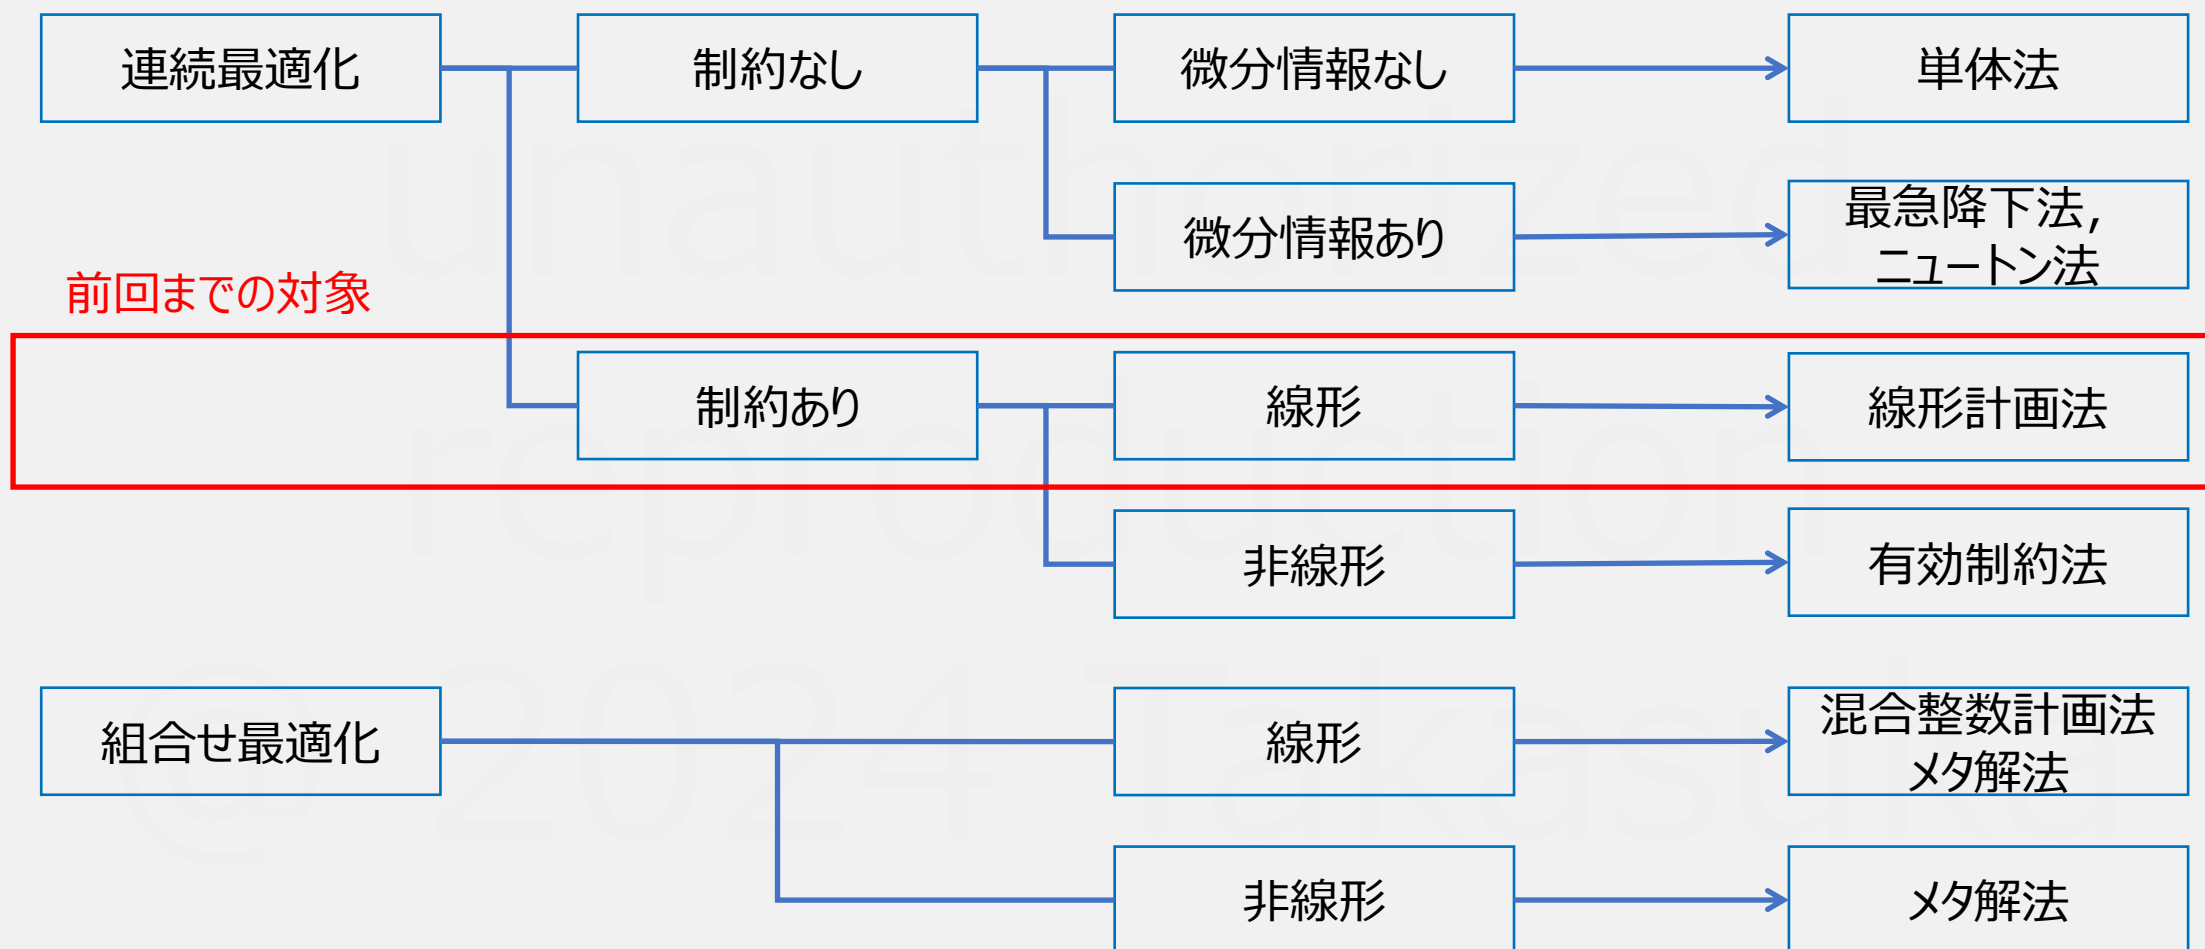 連続最適化
制約なし
微分情報なし
単体法
微分情報あり
最急降下法,
ニュートン法
前回までの対象
制約あり
線形
線形計画法
非線形
有効制約法
組合せ最適化
線形
混合整数計画法
メタ解法
非線形
メタ解法
unauthorized
reproduction
@ 2024 Takasuka